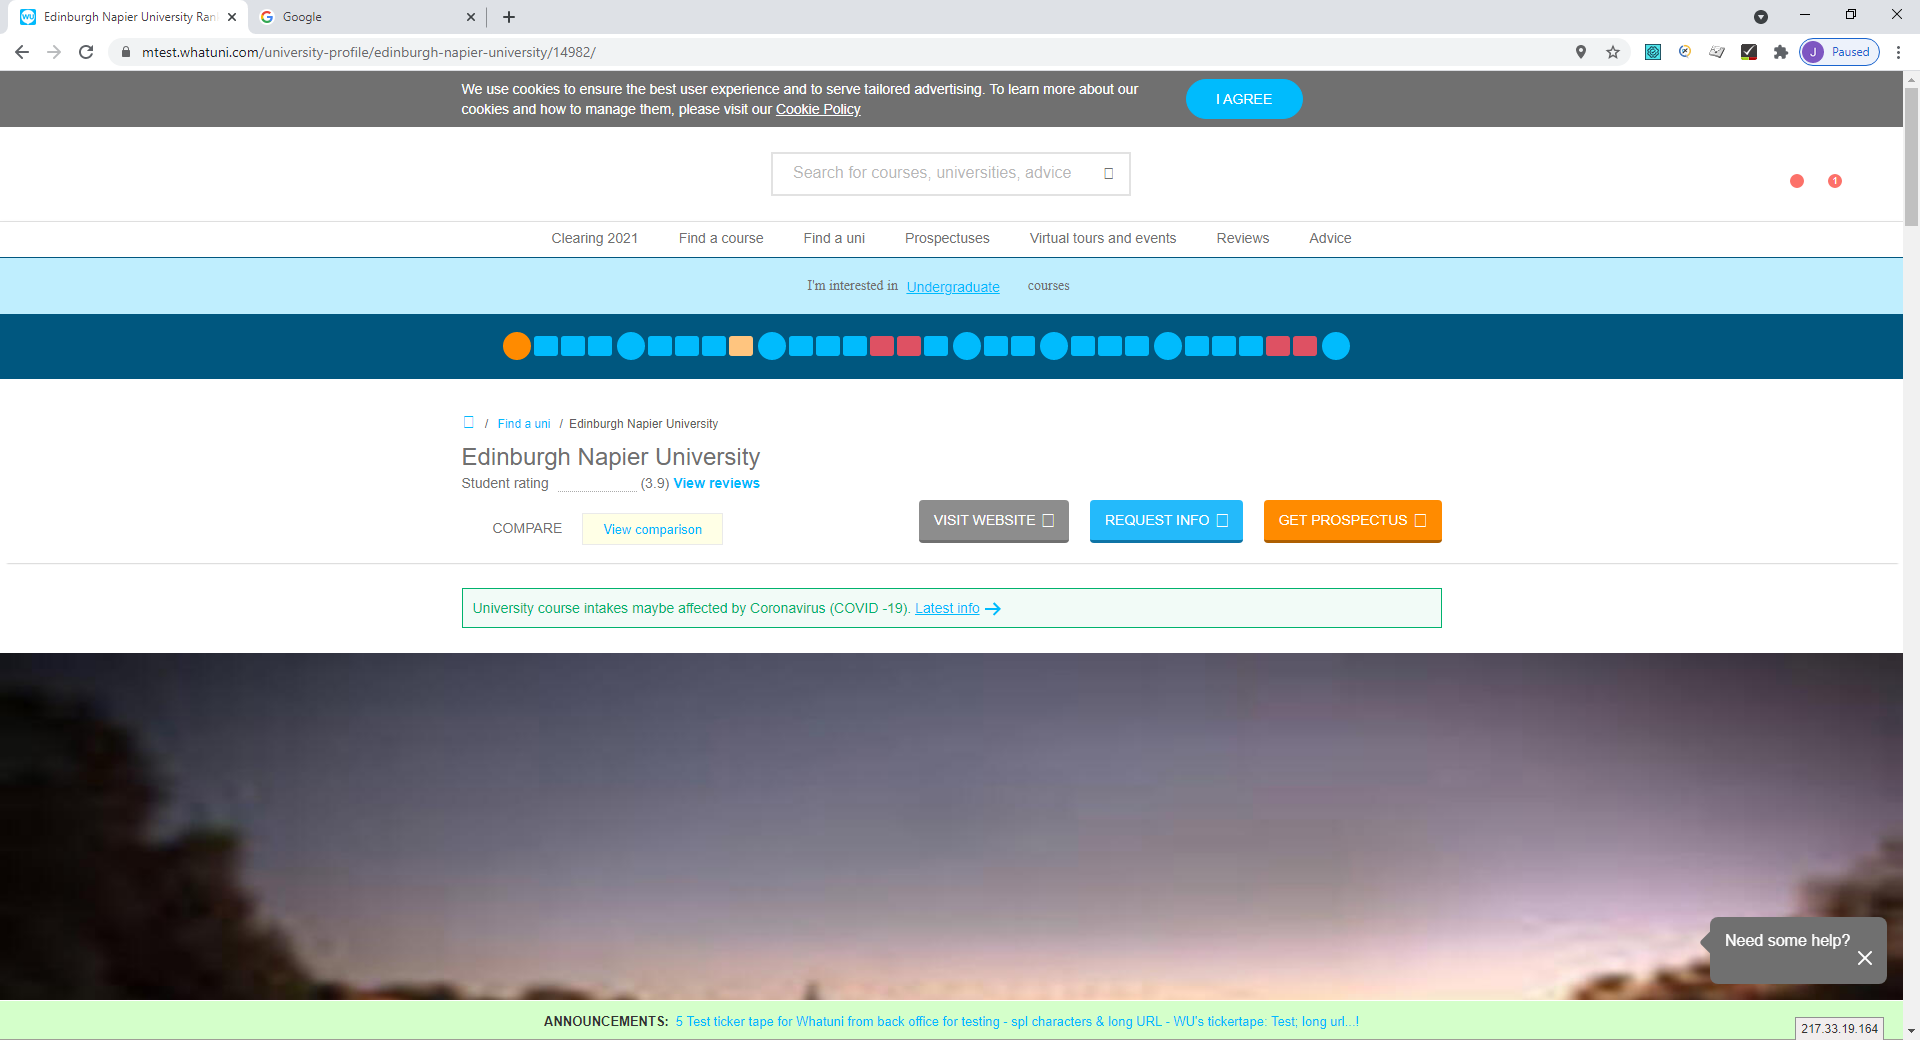 Edinburgh Napier University Ran
Google
mtest.whatuni.com/university-profile/edinburgh-napier-university/14982/
J Paused
We use cookies to ensure the best user experience and to serve tailored advertising. To learn more about our
cookies and how to manage them, please visit our Cookie Policy
I AGREE
Search for courses, universities, advice
1
Clearing 2021 Find a course Find a uni Prospectuses Virtual tours and events Reviews Advice
I'm interested in Undergraduate courses
/ Find a uni / Edinburgh Napier University
Edinburgh Napier University
Student rating (3.9) View reviews
COMPARE View comparison
VISIT WEBSITE REQUEST INFO GET PROSPECTUS
University course intakes maybe affected by Coronavirus (COVID -19). Latest info
Need some help?
ANNOUNCEMENTS: 5 Test ticker tape for Whatuni from back office for testing - spl characters & long URL - WU's tickertape: Test; long url...!
217.33.19.164